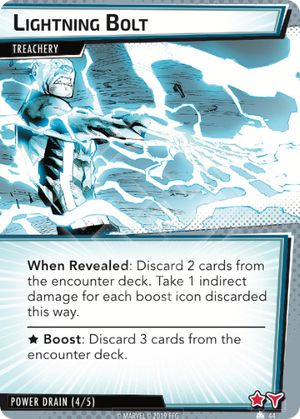 Lightning Bolt
TREACHERY
When Revealed: Discard 2 cards from
the encounter deck. Take 1 indirect
damage for each boost icon discarded
this way.
★ Boost: Discard 3 cards from the
encounter deck.
POWER DRAIN (4/5)
© MARVEL © 2019 FFG
44